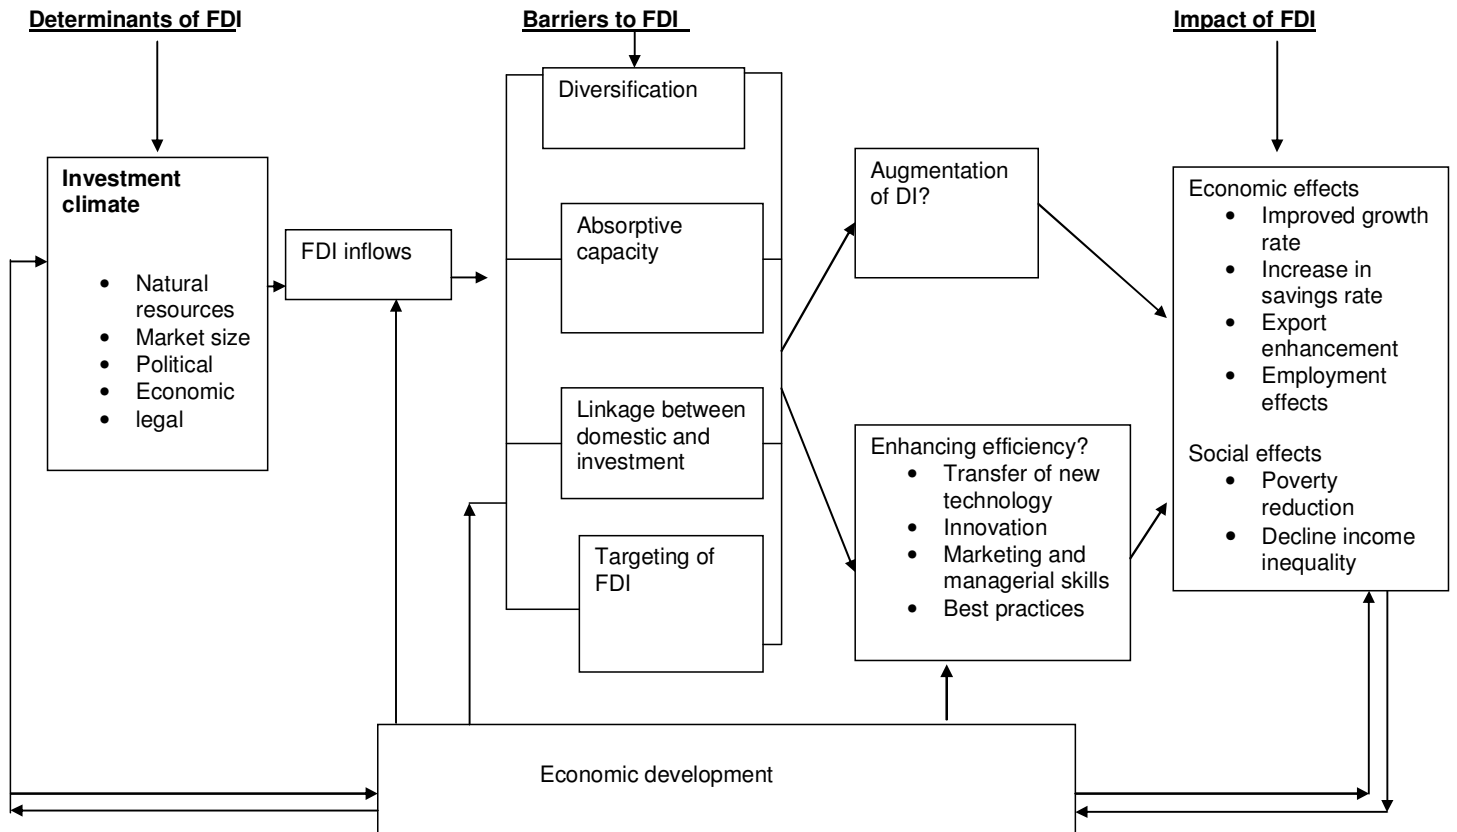 Determinants of FDI
Barriers to FDI
Impact of FDI
Investment
climate
• Natural
resources
• Market size
• Political
• Economic
• legal
FDI inflows
Diversification
Absorptive
capacity
Linkage between
domestic and
investment
Targeting of
FDI
Augmentation
of DI?
Enhancing efficiency?
• Transfer of new
technology
• Innovation
• Marketing and
managerial skills
• Best practices
Economic effects
• Improved growth
rate
• Increase in
savings rate
• Export
enhancement
• Employment
effects
Social effects
• Poverty
reduction
• Decline income
inequality
Economic development